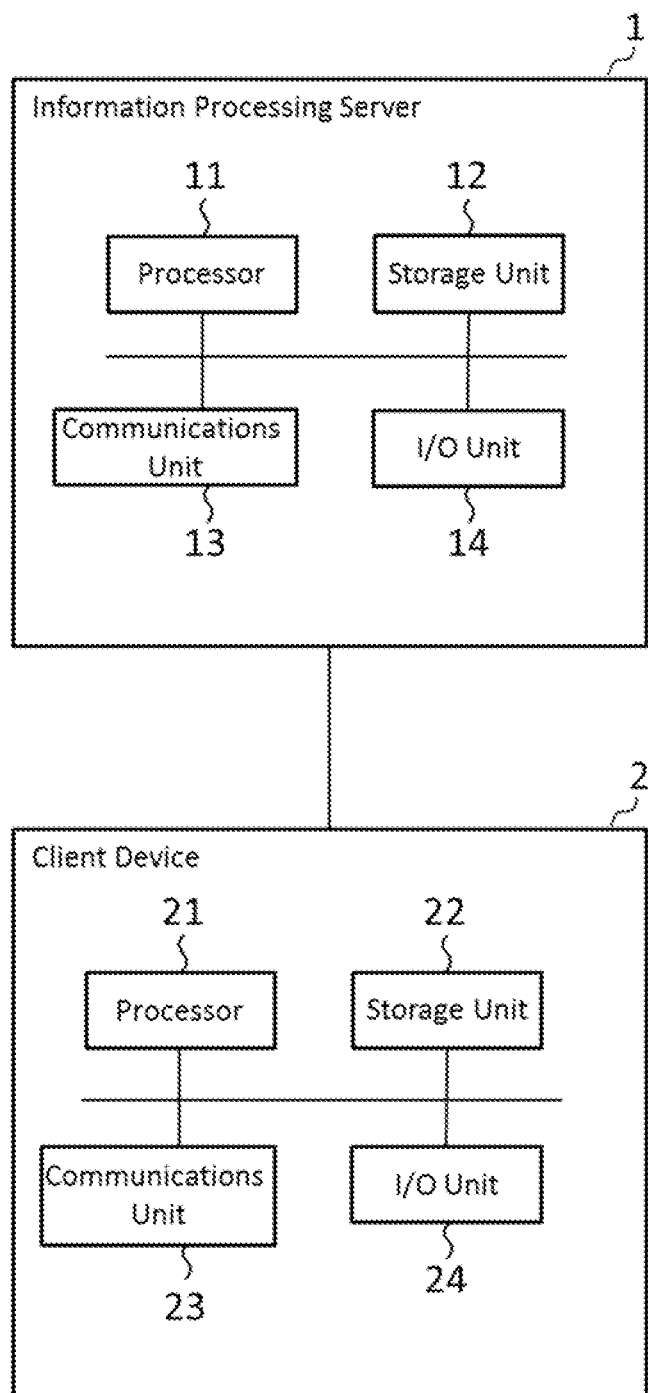 1
Information Processing Server
11
12
Processor
Storage Unit
Communications
Unit
I/O Unit
13
14
2
Client Device
21
22
Processor
Storage Unit
Communications
Unit
I/O Unit
23
24